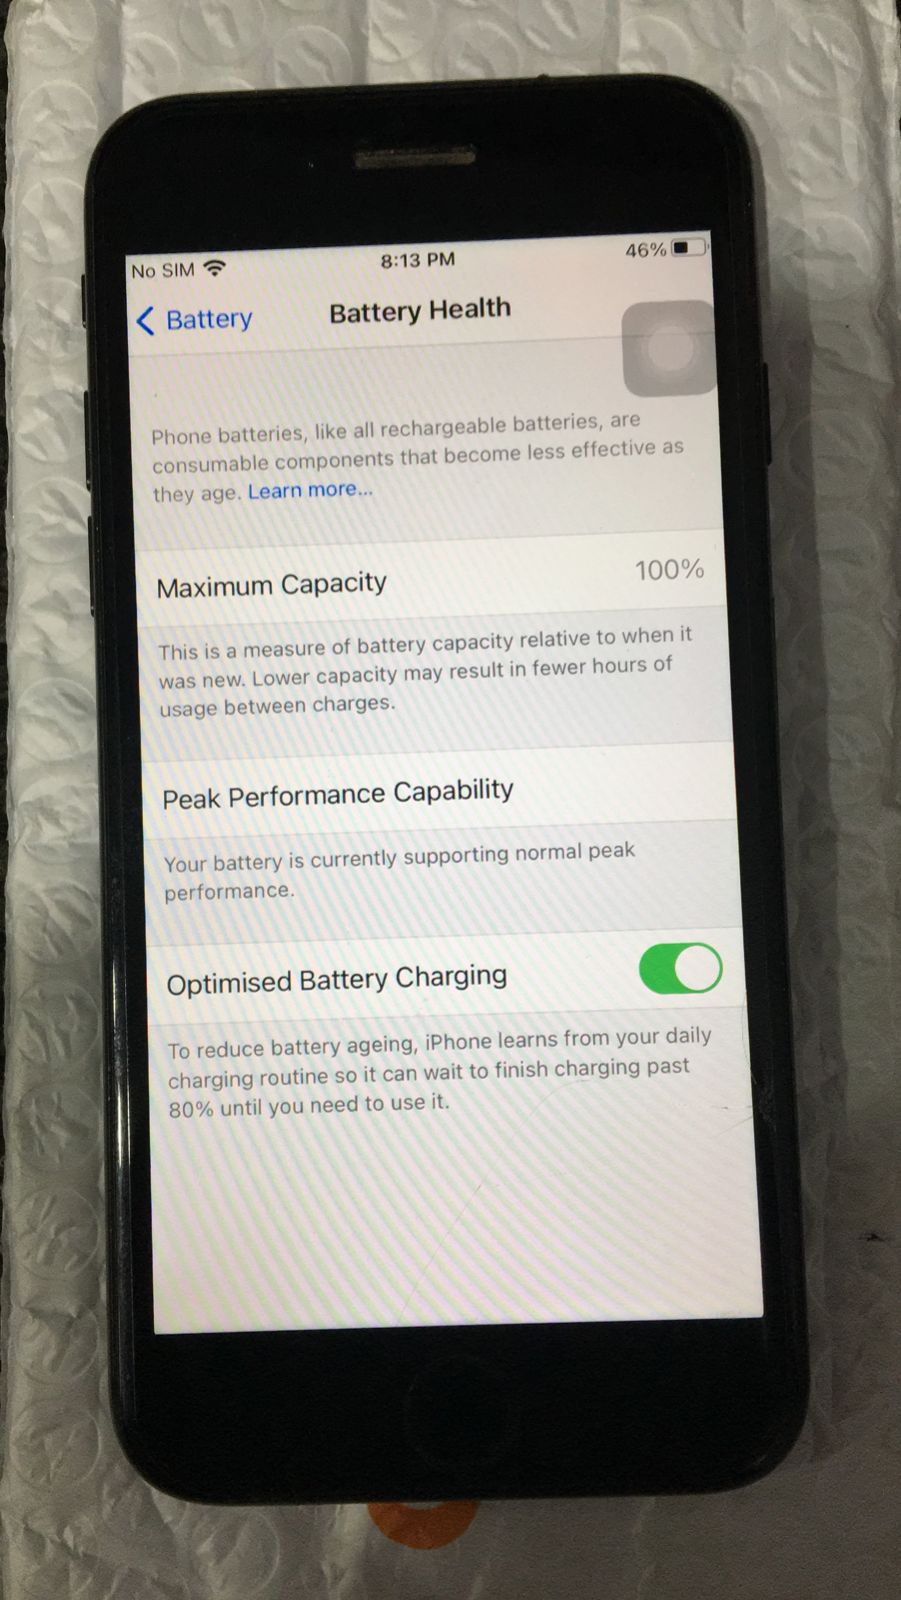 No SIM 8:13 PM 46%
Battery Battery Health
Phone batteries, like all rechargeable batteries, are
consumable components that become less effective as
they age. Learn more...
Maximum Capacity 100%
This is a measure of battery capacity relative to when it
was new. Lower capacity may result in fewer hours of
usage between charges.
Peak Performance Capability
Your battery is currently supporting normal peak
performance.
Optimised Battery Charging
To reduce battery ageing, iPhone learns from your daily
charging routine so it can wait to finish charging past
80% until you need to use it.